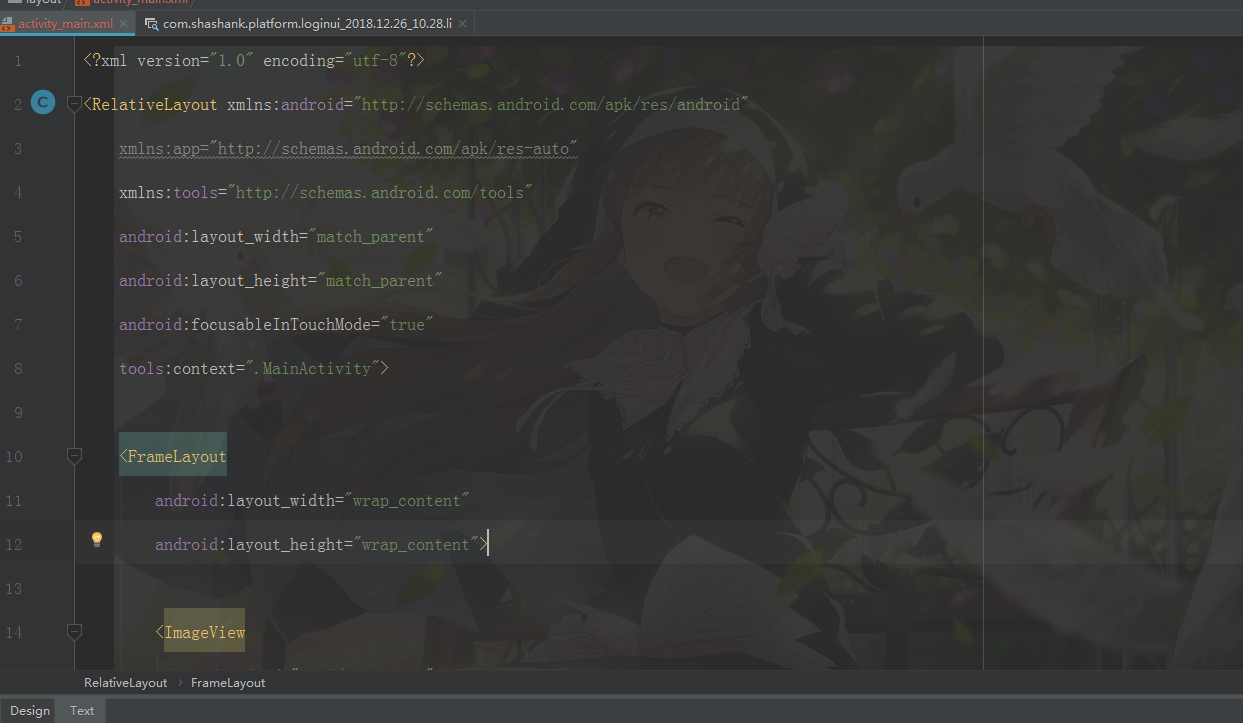 layout activity_main.xml
activity_main.xml com.shashank.platform.loginui_2018.12.26_10.28.li
1 <?xml version="1.0" encoding="utf-8"?>
2 <RelativeLayout xmlns:android="http://schemas.android.com/apk/res/android"
3 xmlns:app="http://schemas.android.com/apk/res-auto"
4 xmlns:tools="http://schemas.android.com/tools"
5 android:layout_width="match_parent"
6 android:layout_height="match_parent"
7 android:focusableInTouchMode="true"
8 tools:context=".MainActivity">
9
10 <FrameLayout
11 android:layout_width="wrap_content"
12 android:layout_height="wrap_content">
13
14 <ImageView
RelativeLayout FrameLayout
Design Text